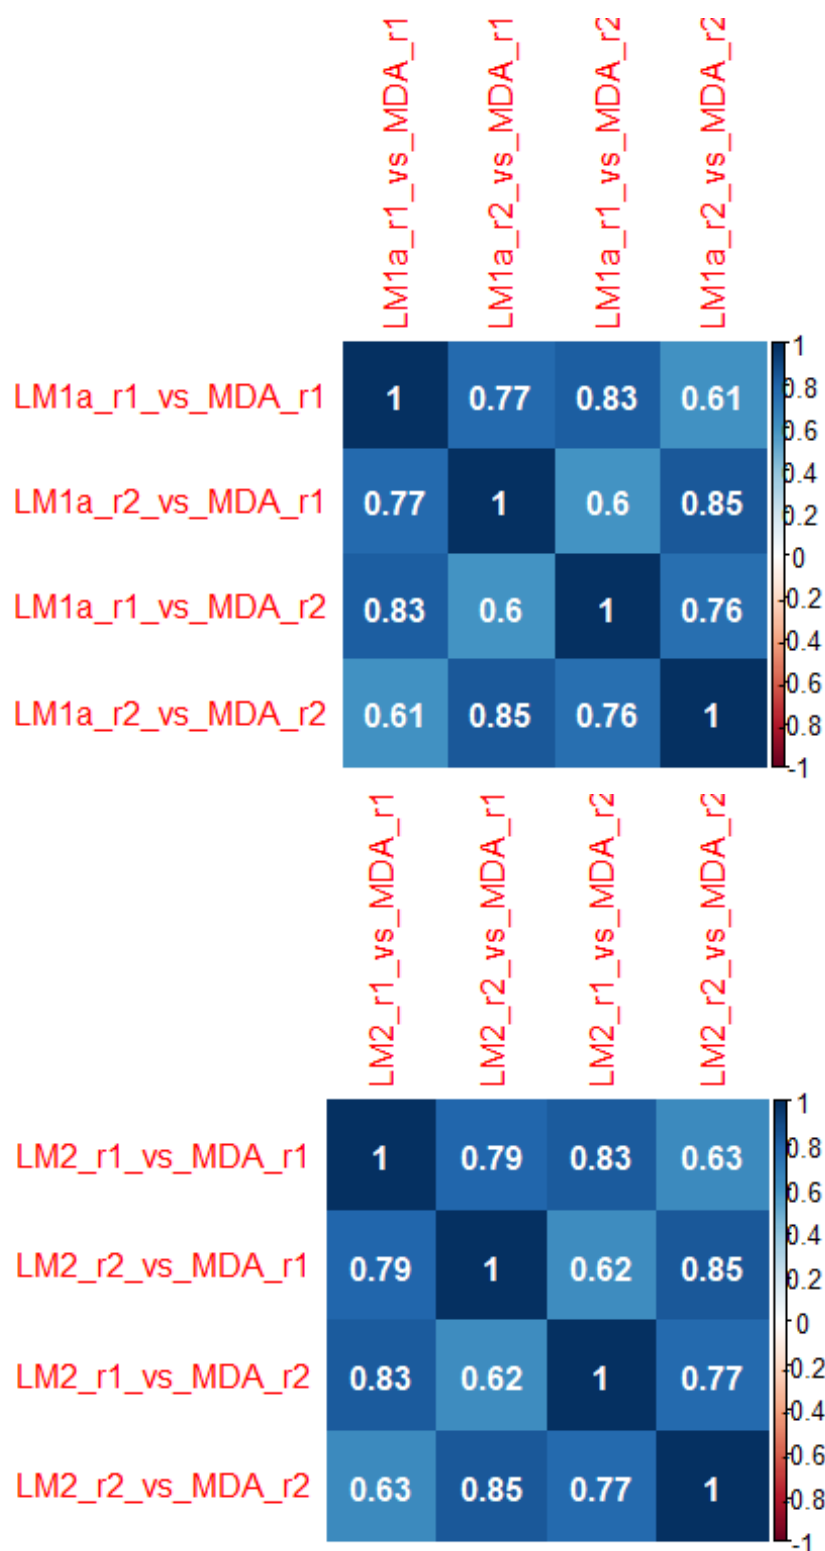 LM1a_r1_vs_MDA_r1
LM1a_r2_vs_MDA_r1
LM1a_r1_vs_MDA_r2
LM1a_r2_vs_MDA_r2
LM1a_r1_vs_MDA_r1 1 0.77 0.83 0.61
LM1a_r2_vs_MDA_r1 0.77 1 0.6 0.85
LM1a_r1_vs_MDA_r2 0.83 0.6 1 0.76
LM1a_r2_vs_MDA_r2 0.61 0.85 0.76 1
1
0.8
0.6
0.4
0.2
0
-0.2
-0.4
-0.6
-0.8
-1
LM2_r1_vs_MDA_r1
LM2_r2_vs_MDA_r1
LM2_r1_vs_MDA_r2
LM2_r2_vs_MDA_r2
LM2_r1_vs_MDA_r1 1 0.79 0.83 0.63
LM2_r2_vs_MDA_r1 0.79 1 0.62 0.85
LM2_r1_vs_MDA_r2 0.83 0.62 1 0.77
LM2_r2_vs_MDA_r2 0.63 0.85 0.77 1
1
0.8
0.6
0.4
0.2
0
-0.2
-0.4
-0.6
-0.8
-1